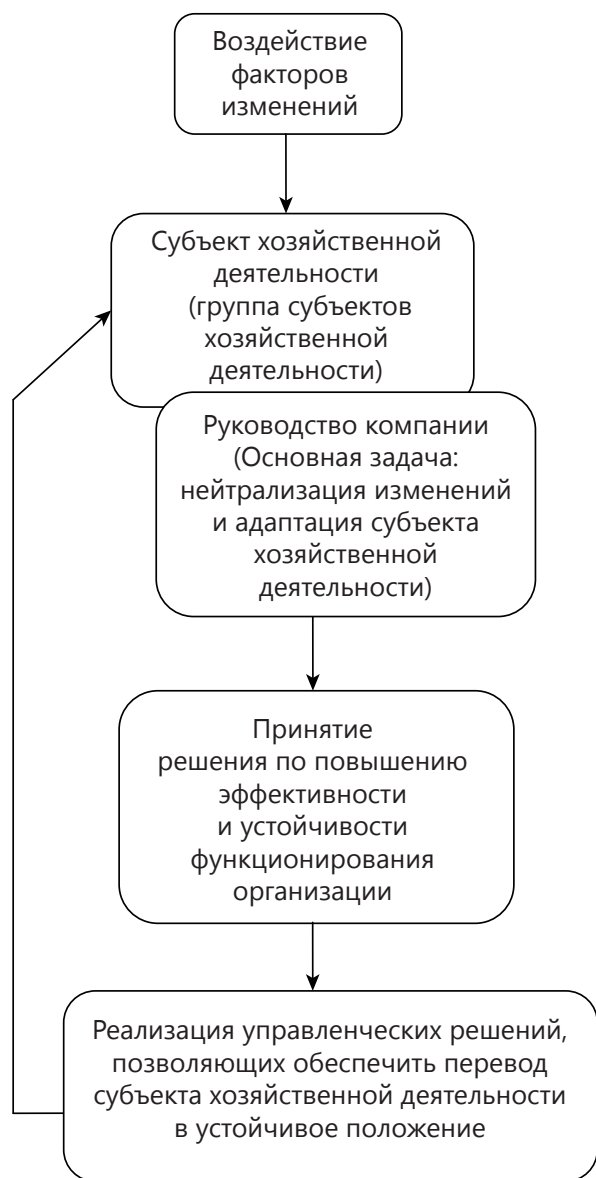 Воздействие
факторов
изменений
Субъект хозяйственной
деятельности
(группа субъектов
хозяйственной
деятельности)
Руководство компании
(Основная задача:
нейтрализация изменений
и адаптация субъекта
хозяйственной
деятельности)
Принятие
решения по повышению
эффективности
и устойчивости
функционирования
организации
Реализация управленческих решений,
позволяющих обеспечить перевод
субъекта хозяйственной деятельности
в устойчивое положение